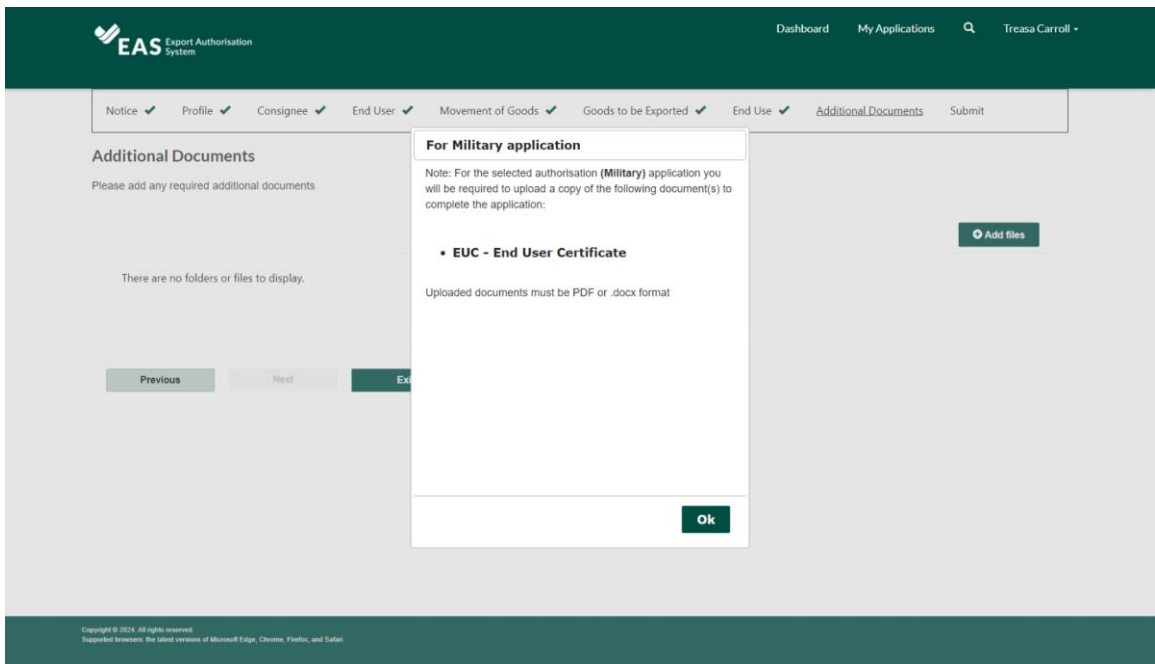 EAS Export Authorisation
System
Dashboard My Applications Treasa Carroll
Notice Profile Consignee End User Movement of Goods Goods to be Exported End Use Additional Documents Submit
Additional Documents
Please add any required additional documents
For Military application
Note: For the selected authorisation (Military) application you
will be required to upload a copy of the following document(s) to
complete the application:
• EUC - End User Certificate
Uploaded documents must be PDF or .docx format
Add files
There are no folders or files to display.
Previous Next Exi
Ok
Copyright © 2024. All rights reserved.
Supported browsers: the latest versions of Microsoft Edge, Chrome, Firefox, and Safari.